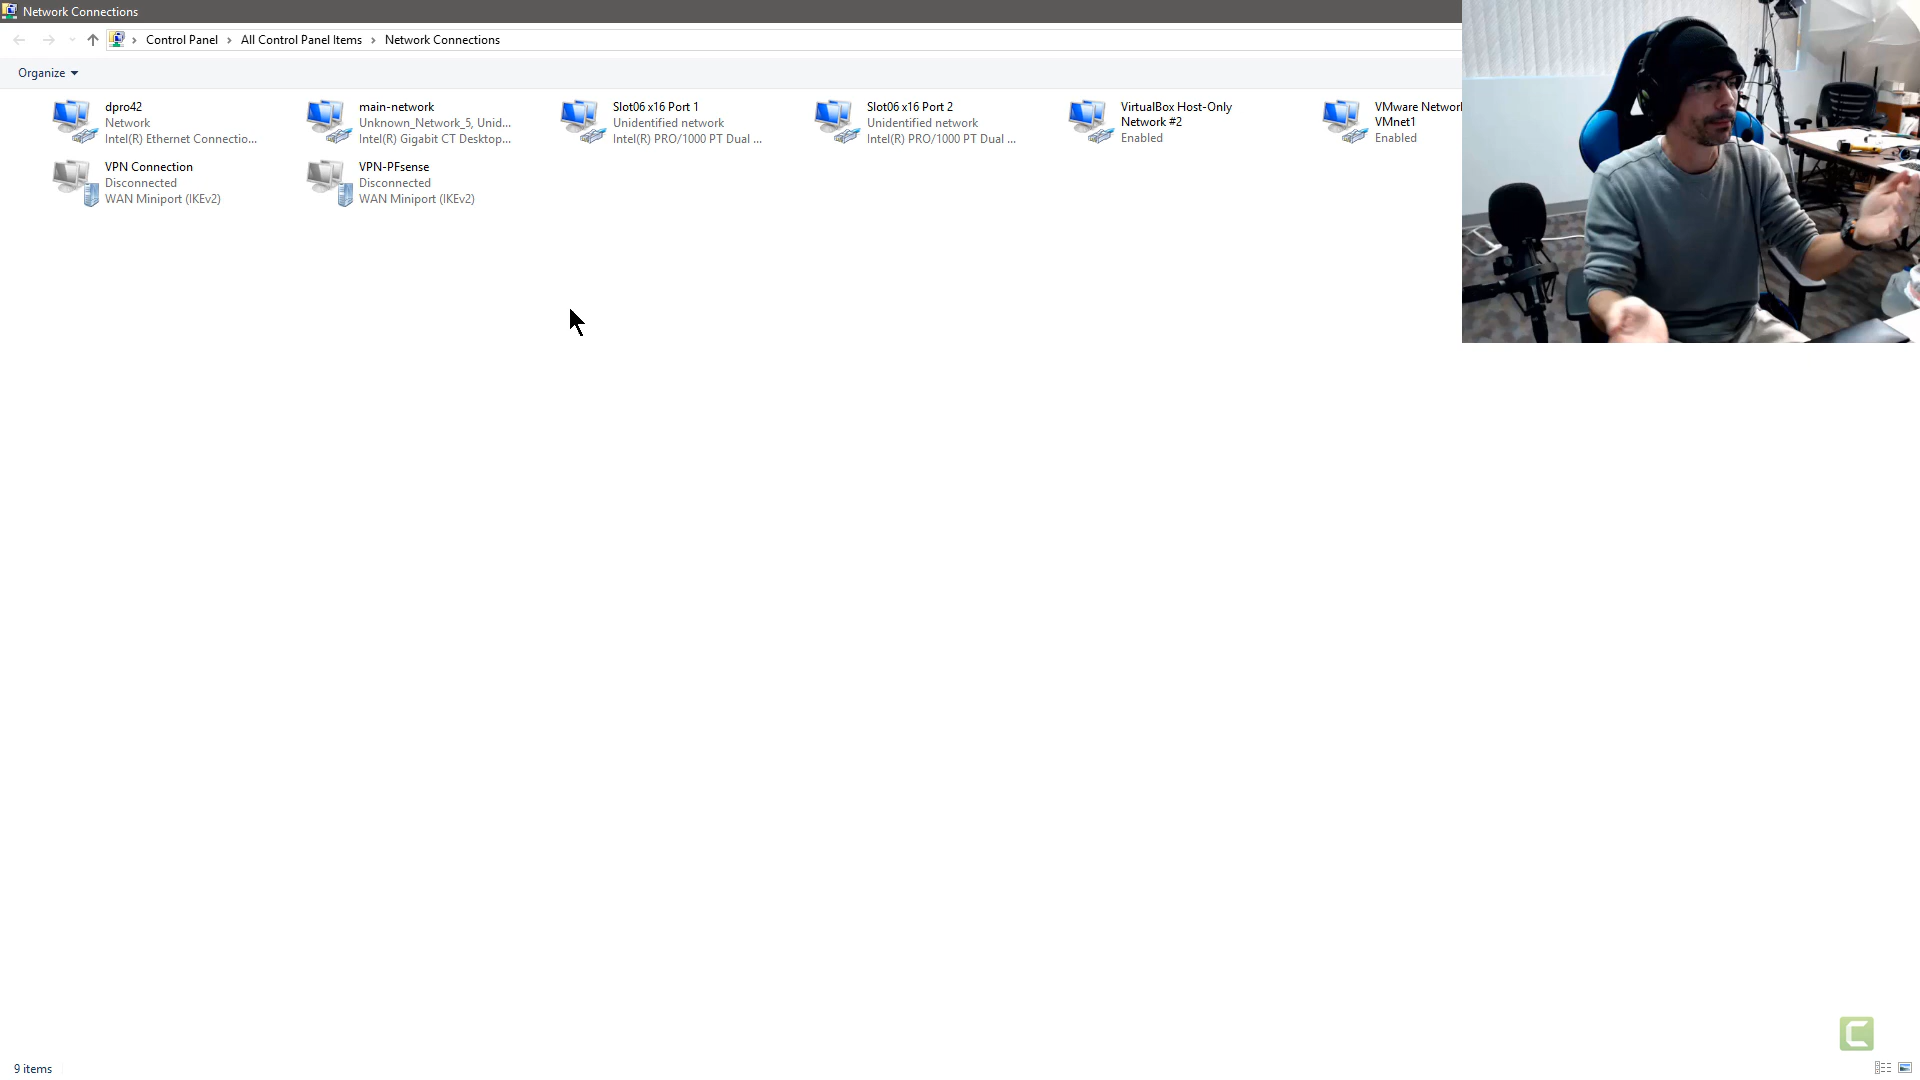 Network Connections
Control Panel
All Control Panel Items
Network Connections
Organize
dpro42
Network
Intel(R) Ethernet Connectio...
main-network
Unknown_Network_5, Unid...
Intel(R) Gigabit CT Desktop...
Slot06 x16 Port 1
Unidentified network
Intel(R) PRO/1000 PT Dual ...
Slot06 x16 Port 2
Unidentified network
Intel(R) PRO/1000 PT Dual ...
VirtualBox Host-Only
Network #2
Enabled
VMware Network
VMnet1
Enabled
VPN Connection
Disconnected
WAN Miniport (IKEv2)
VPN-PFsense
Disconnected
WAN Miniport (IKEv2)
9 items